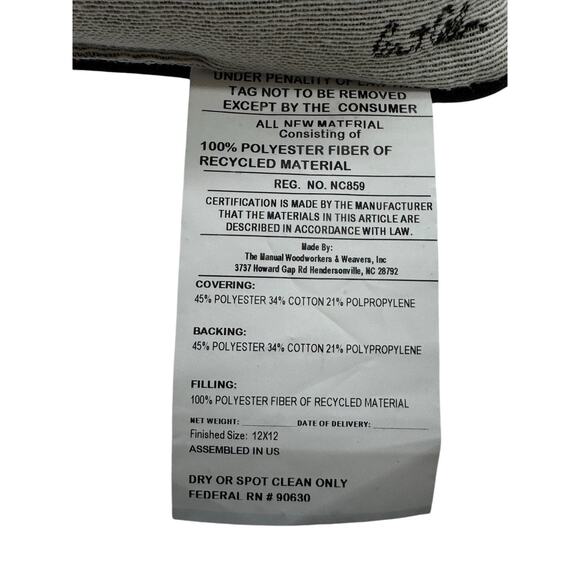 UNDER PENALITY OF LAW
TAG NOT TO BE REMOVED
EXCEPT BY THE CONSUMER
ALL NEW MATERIAL
Consisting of
100% POLYESTER FIBER OF
RECYCLED MATERIAL
REG. NO. NC859
CERTIFICATION IS MADE BY THE MANUFACTURER
THAT THE MATERIALS IN THIS ARTICLE ARE
DESCRIBED IN ACCORDANCE WITH LAW.
Made By:
The Manual Woodworkers & Weavers, Inc
3737 Howard Gap Rd Hendersonville, NC 28792
COVERING:
45% POLYESTER 34% COTTON 21% POLPROPYLENE
BACKING:
45% POLYESTER 34% COTTON 21% POLYPROPYLENE
FILLING:
100% POLYESTER FIBER OF RECYCLED MATERIAL
NET WEIGHT: DATE OF DELIVERY:
Finished Size: 12X12
ASSEMBLED IN US
DRY OR SPOT CLEAN ONLY
FEDERAL RN # 90630